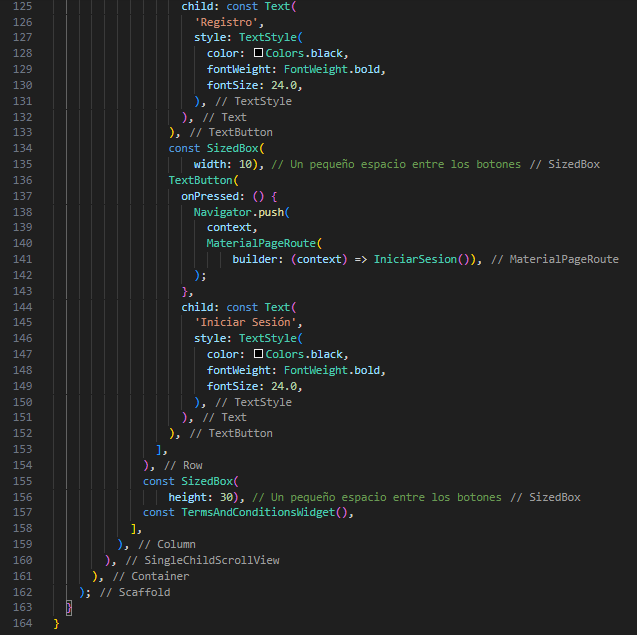 125 child: const Text(
126 'Registro',
127 style: TextStyle(
128 color: Colors.black,
129 fontWeight: FontWeight.bold,
130 fontSize: 24.0,
131 ), // TextStyle
132 ), // Text
133 ), // TextButton
134 const SizedBox(
135 width: 10), // Un pequeño espacio entre los botones // SizedBox
136 TextButton(
137 onPressed: () {
138 Navigator.push(
139 context,
140 MaterialPageRoute(
141 builder: (context) => IniciarSesion()), // MaterialPageRoute
142 );
143 },
144 child: const Text(
145 'Iniciar Sesión',
146 style: TextStyle(
147 color: Colors.black,
148 fontWeight: FontWeight.bold,
149 fontSize: 24.0,
150 ), // TextStyle
151 ), // Text
152 ), // TextButton
153 ],
154 ), // Row
155 const SizedBox(
156 height: 30), // Un pequeño espacio entre los botones // SizedBox
157 const TermsAndConditionsWidget(),
158 ],
159 ), // Column
160 ), // SingleChildScrollView
161 ), // Container
162 ); // Scaffold
163 }
164 }